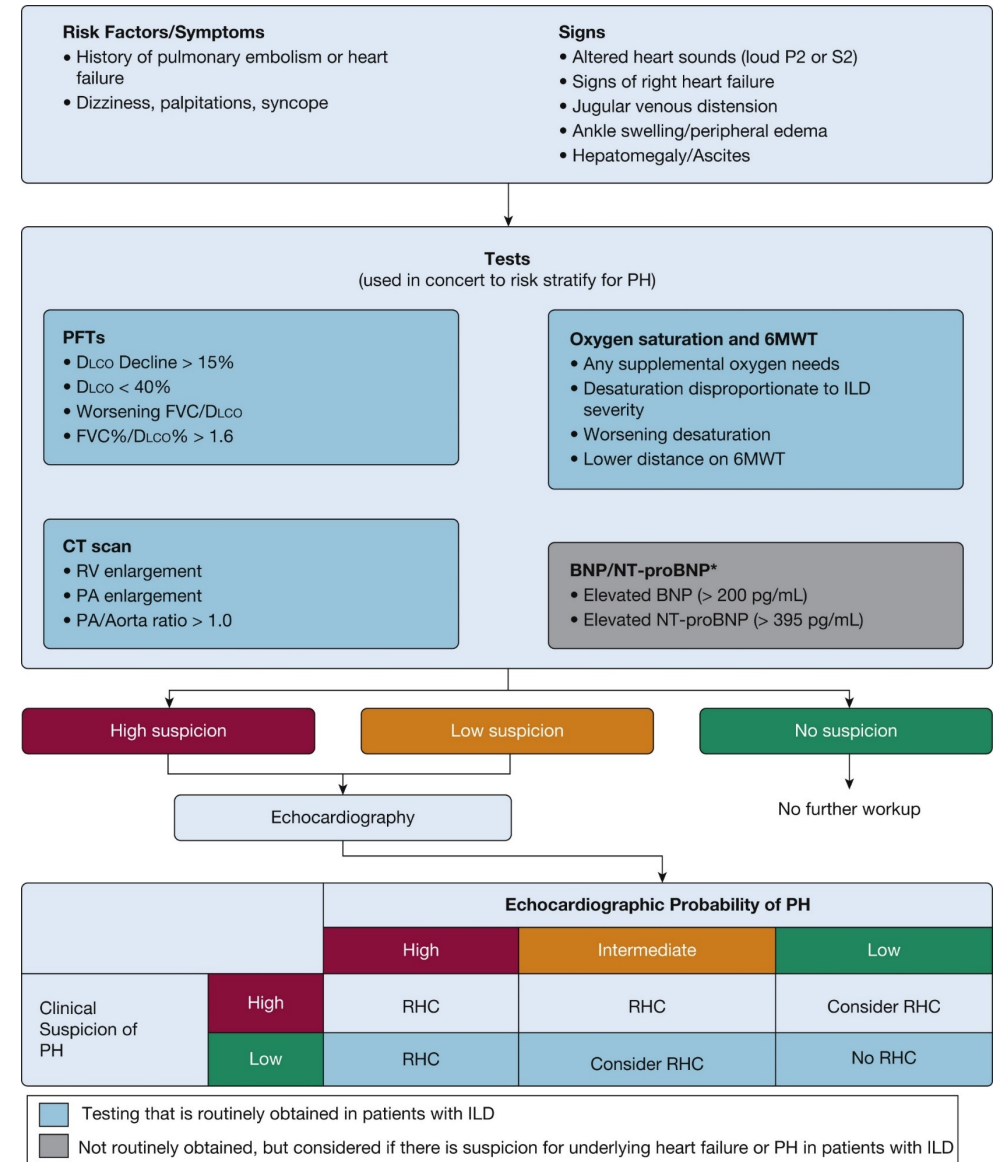 Risk Factors/Symptoms
• History of pulmonary embolism or heart
failure
• Dizziness, palpitations, syncope
Signs
• Altered heart sounds (loud P2 or S2)
• Signs of right heart failure
• Jugular venous distension
• Ankle swelling/peripheral edema
• Hepatomegaly/Ascites
Tests
(used in concert to risk stratify for PH)
PFTs
• DLCO Decline > 15%
• DLCO < 40%
• Worsening FVC/DLCO
• FVC%/DLCO% > 1.6
Oxygen saturation and 6MWT
• Any supplemental oxygen needs
• Desaturation disproportionate to ILD
severity
• Worsening desaturation
• Lower distance on 6MWT
CT scan
• RV enlargement
• PA enlargement
• PA/Aorta ratio > 1.0
BNP/NT-proBNP*
• Elevated BNP (> 200 pg/mL)
• Elevated NT-proBNP (> 395 pg/mL)
High suspicion
Low suspicion
No suspicion
Echocardiography
No further workup
Echocardiographic Probability of PH
High
Intermediate
Low
Clinical
Suspicion of
PH
High
RHC
RHC
Consider RHC
Low
RHC
Consider RHC
No RHC
Testing that is routinely obtained in patients with ILD
Not routinely obtained, but considered if there is suspicion for underlying heart failure or PH in patients with ILD